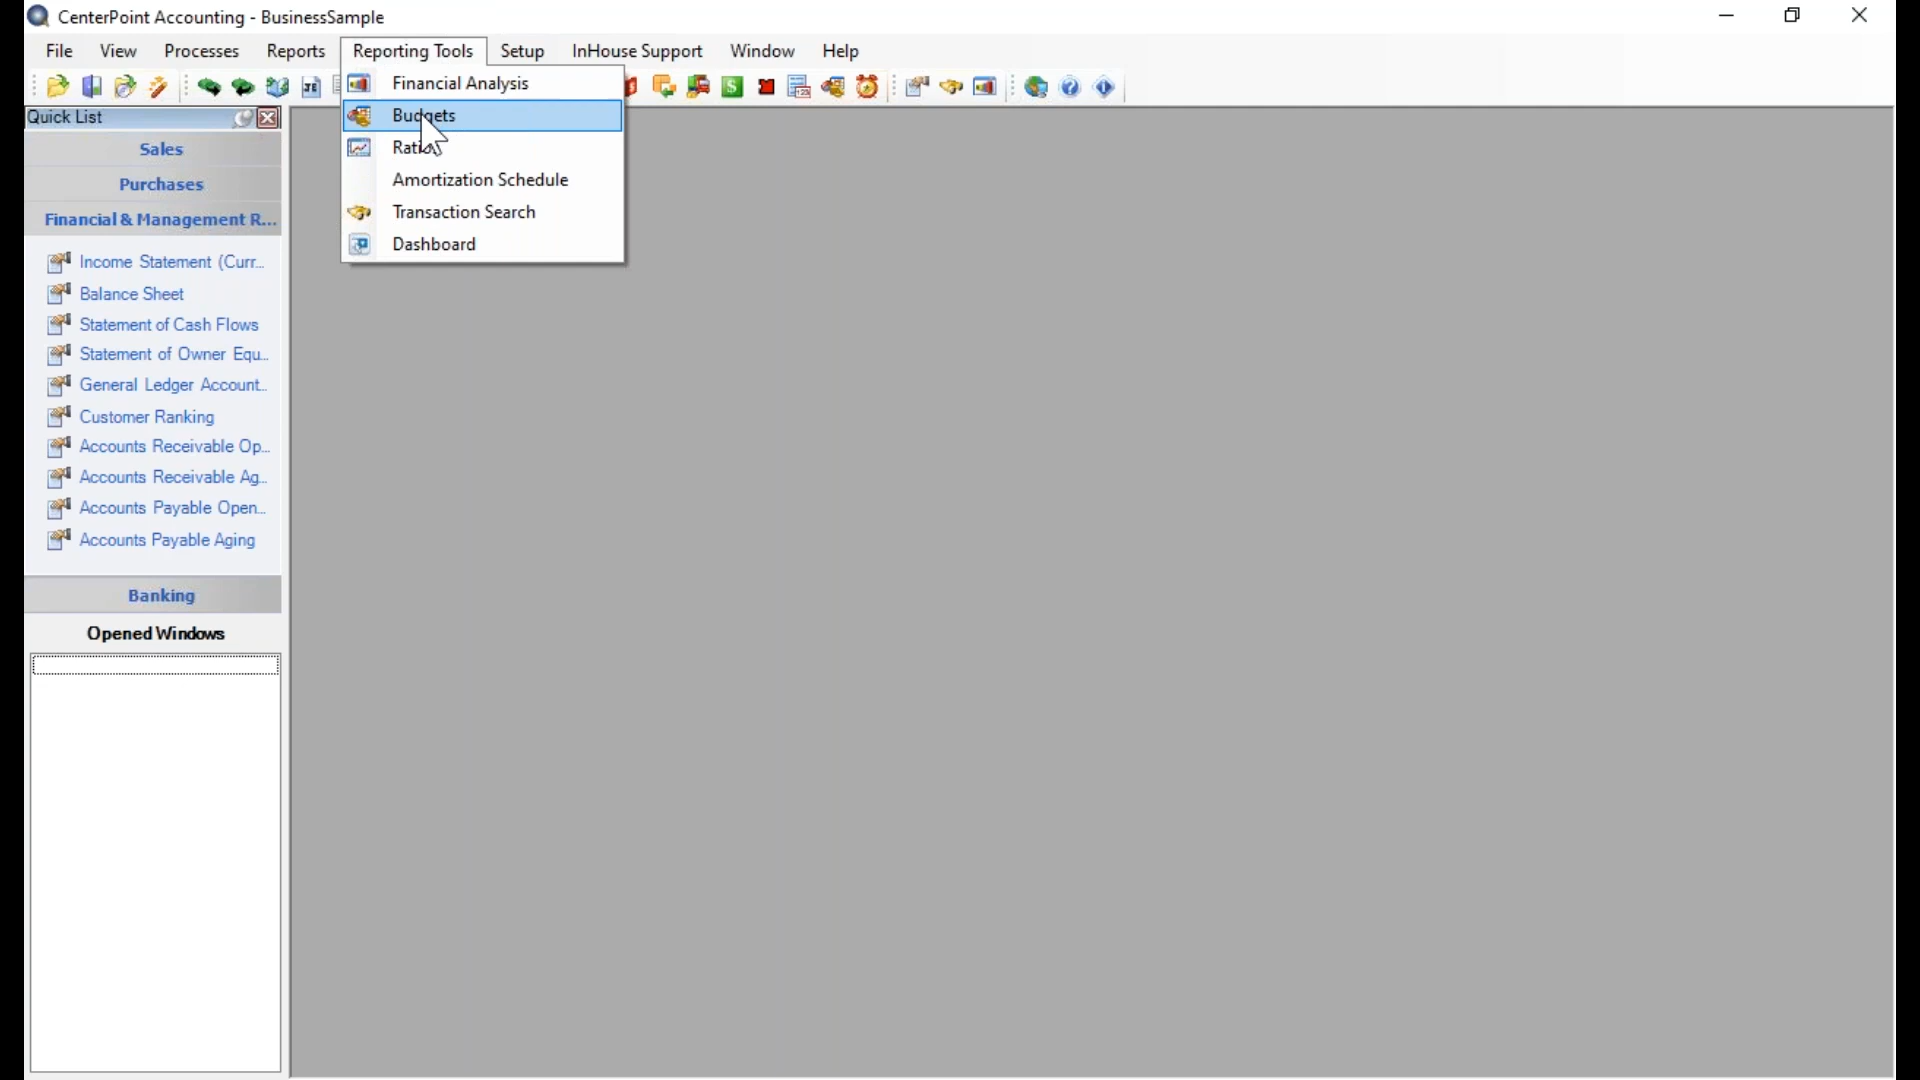 CenterPoint Accounting - BusinessSample
File View Processes Reports Reporting Tools Setup InHouse Support Window Help
Financial Analysis
Budgets
Amortization Schedule
Transaction Search
Dashboard
Quick List
Sales
Purchases
Financial & Management R...
Income Statement (Curr...
Balance Sheet
Statement of Cash Flows
Statement of Owner Equ...
General Ledger Account...
Customer Ranking
Accounts Receivable Op...
Accounts Receivable Ag...
Accounts Payable Open...
Accounts Payable Aging
Banking
Opened Windows